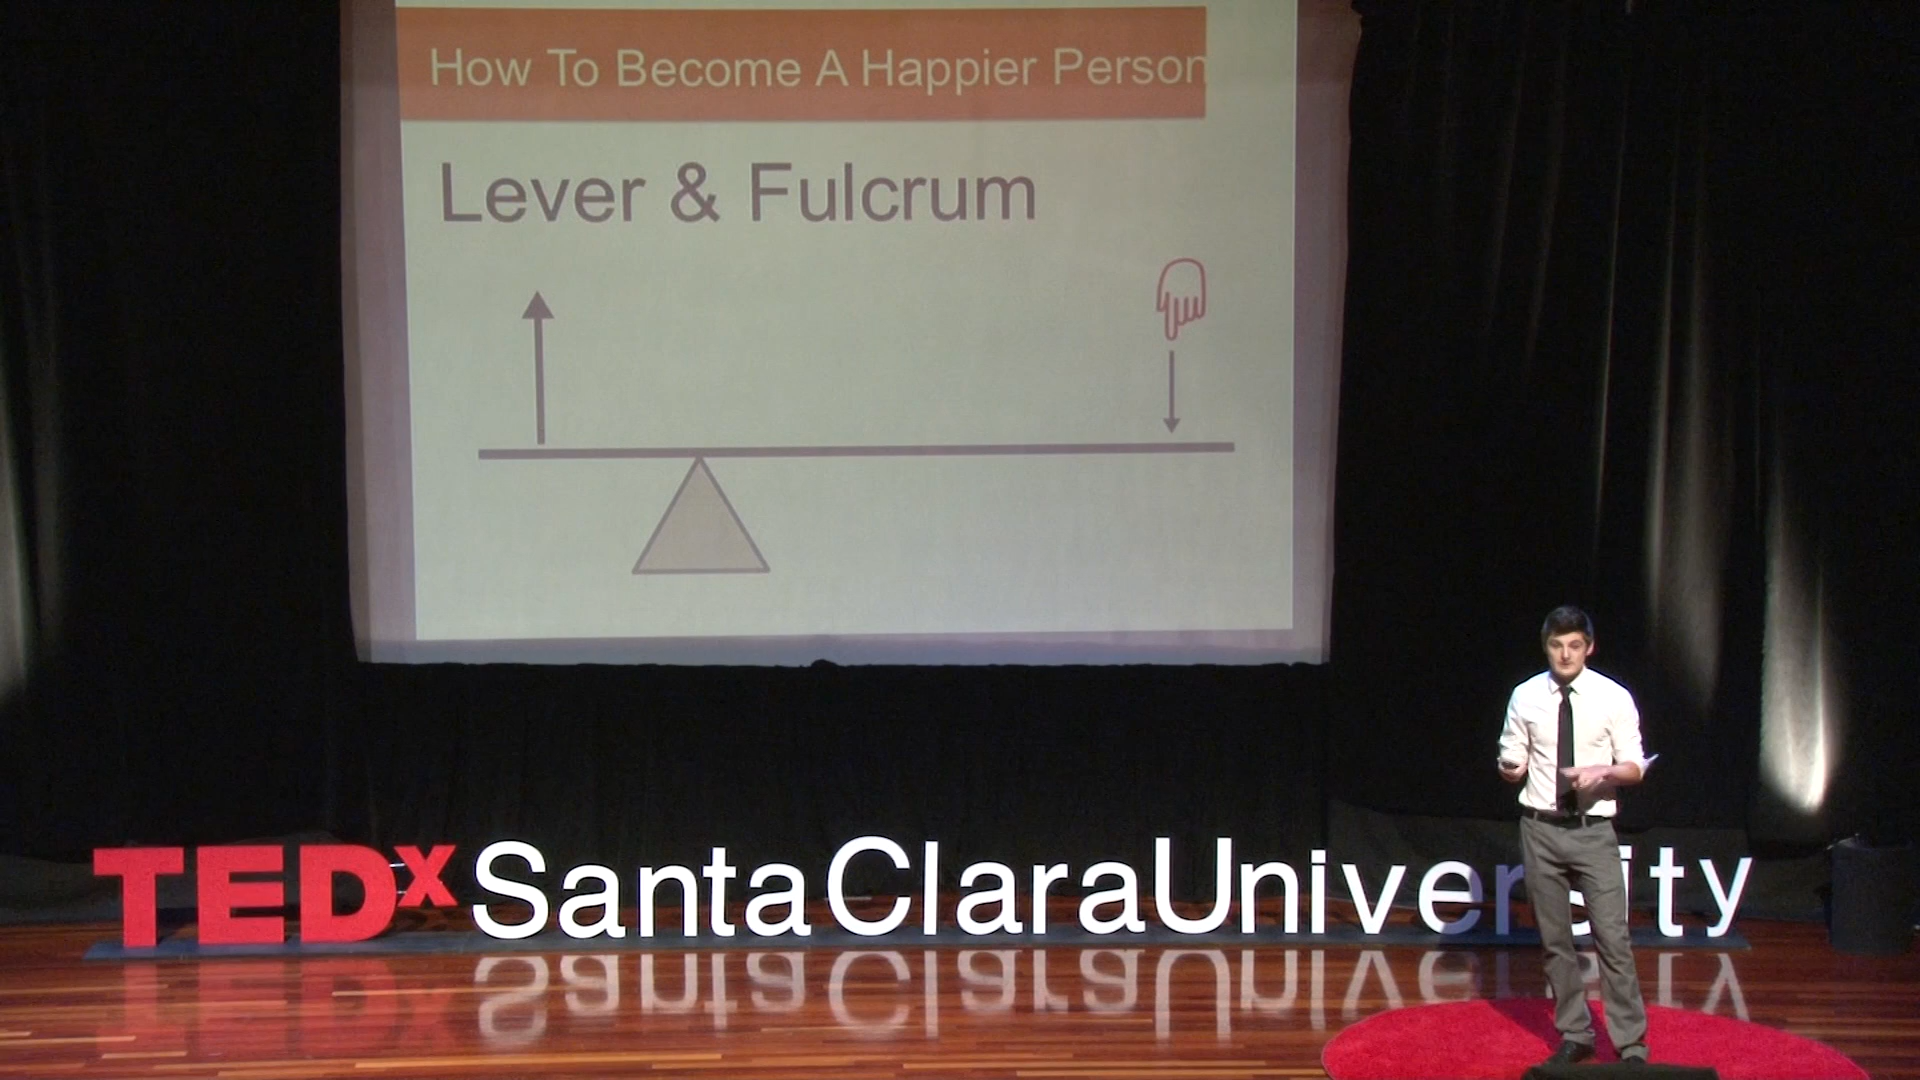 How To Become A Happier Person
Lever & Fulcrum
TEDx SantaClaraUniversity